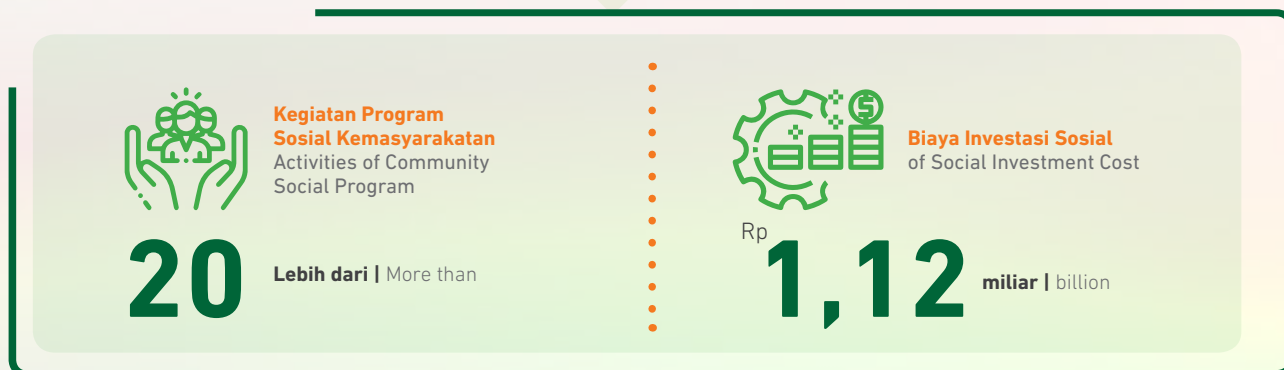 Kegiatan Program
Sosial Kemasyarakatan
Activities of Community
Social Program
20 Lebih dari | More than
Biaya Investasi Sosial
of Social Investment Cost
Rp 1,12 miliar | billion